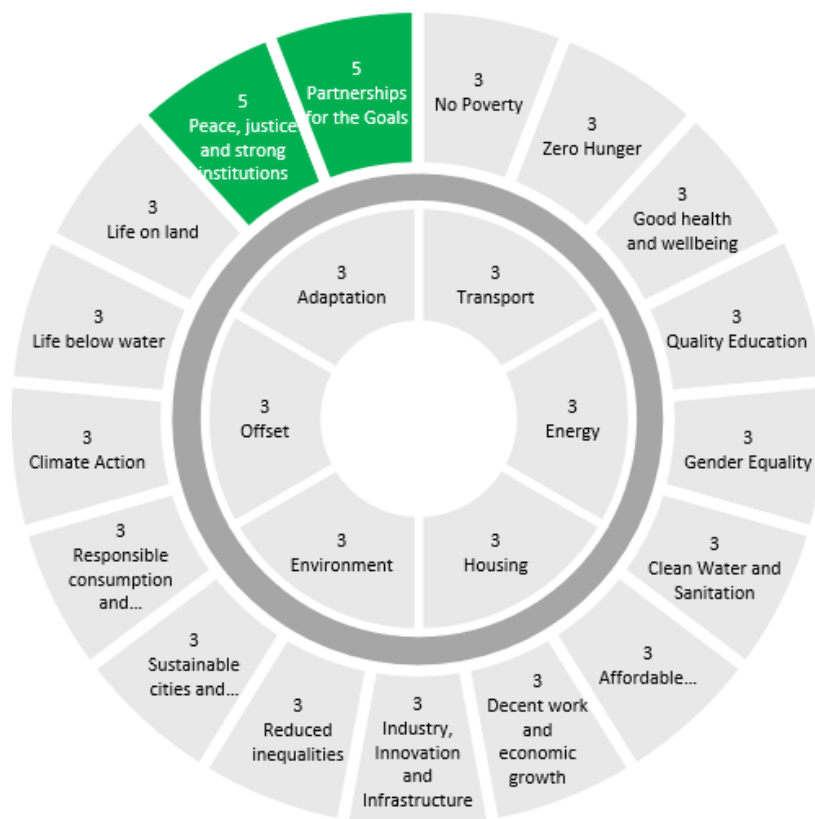 3
No Poverty
3
Zero Hunger
3
Good health
and wellbeing
3
Quality Education
3
Gender Equality
3
Clean Water and
Sanitation
3
Affordable...
3
Decent work
and
economic
growth
3
Industry,
Innovation
and
Infrastructure
3
Reduced
inequalities
3
Sustainable
cities and...
3
Responsible
consumption
and...
3
Climate Action
3
Life below water
3
Life on land
5
Peace, justice
and strong
institutions
5
Partnerships
for the Goals
3
Transport
3
Energy
3
Housing
3
Environment
3
Offset
3
Adaptation